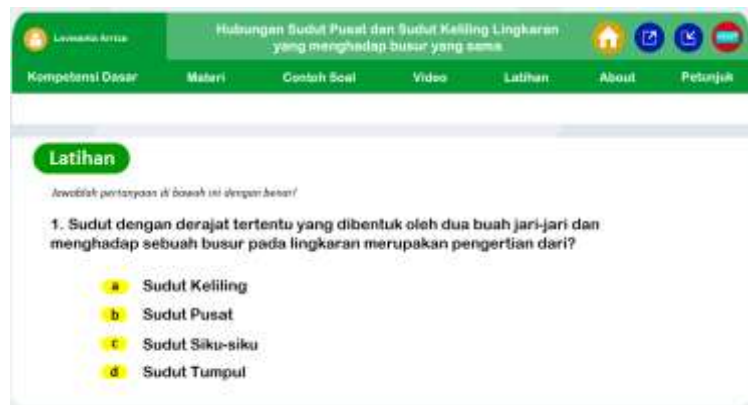 Hubungan Sudut Pusat dan Sudut Keliling Lingkaran
yang menghadap busur yang sama
Kompetensi Dasar Materi Contoh Soal Video Latihan About Petunjuk
Latihan
Jawablah pertanyaan di bawah ini dengan benar!
1. Sudut dengan derajat tertentu yang dibentuk oleh dua buah jari-jari dan
menghadap sebuah busur pada lingkaran merupakan pengertian dari?
a Sudut Keliling
b Sudut Pusat
c Sudut Siku-siku
d Sudut Tumpul